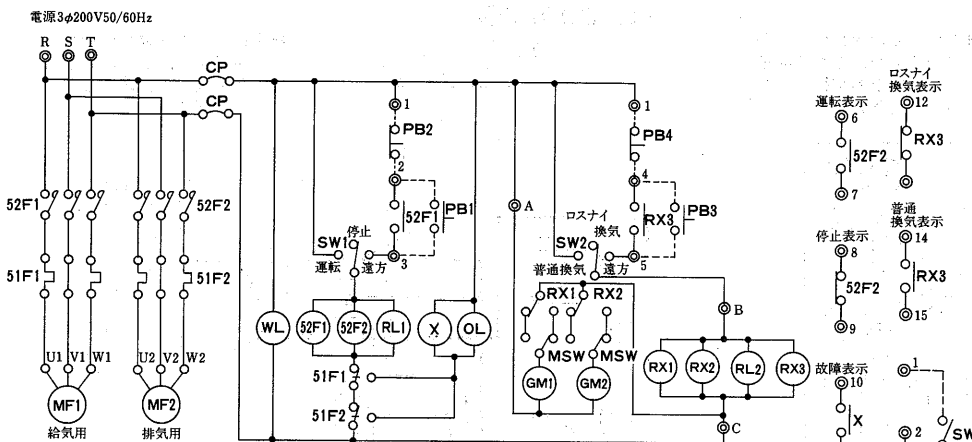 電源3φ200V50/60Hz
R S T
CP
CP
52F1
52F2
51F1
51F2
U1 V1 W1
U2 V2 W2
MF1
MF2
給気用
排気用
WL
52F1
52F2
RL1
X
OL
51F1
51F2
1
PB2
2
52F1
PB1
3
SW1
停止
運転
遠方
A
1
PB4
4
RX3
PB3
5
ロスナイ
換気
SW2
普通換気
遠方
RX1
RX2
MSW
MSW
GM1
GM2
B
RX1
RX2
RL2
RX3
C
運転表示
6
52F2
7
ロスナイ
換気表示
12
RX3
停止表示
8
52F2
9
普通
換気表示
14
RX3
15
故障表示
10
X
1
2
SW